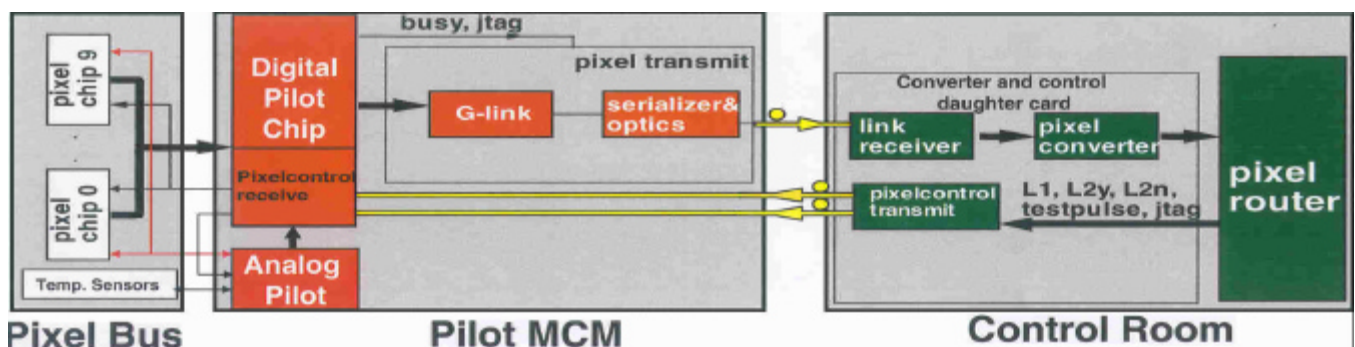 busy, jtag
pixel
chip 9
Digital
Pilot
Chip
pixel transmit
G-link
serializer&
optics
Converter and control
daughter card
link
receiver
pixel
converter
pixel
router
pixel
chip 0
Pixelcontrol
receive
pixelcontrol
transmit
L1, L2y, L2n,
testpulse, jtag
Analog
Pilot
Temp. Sensors
Pixel Bus
Pilot MCM
Control Room